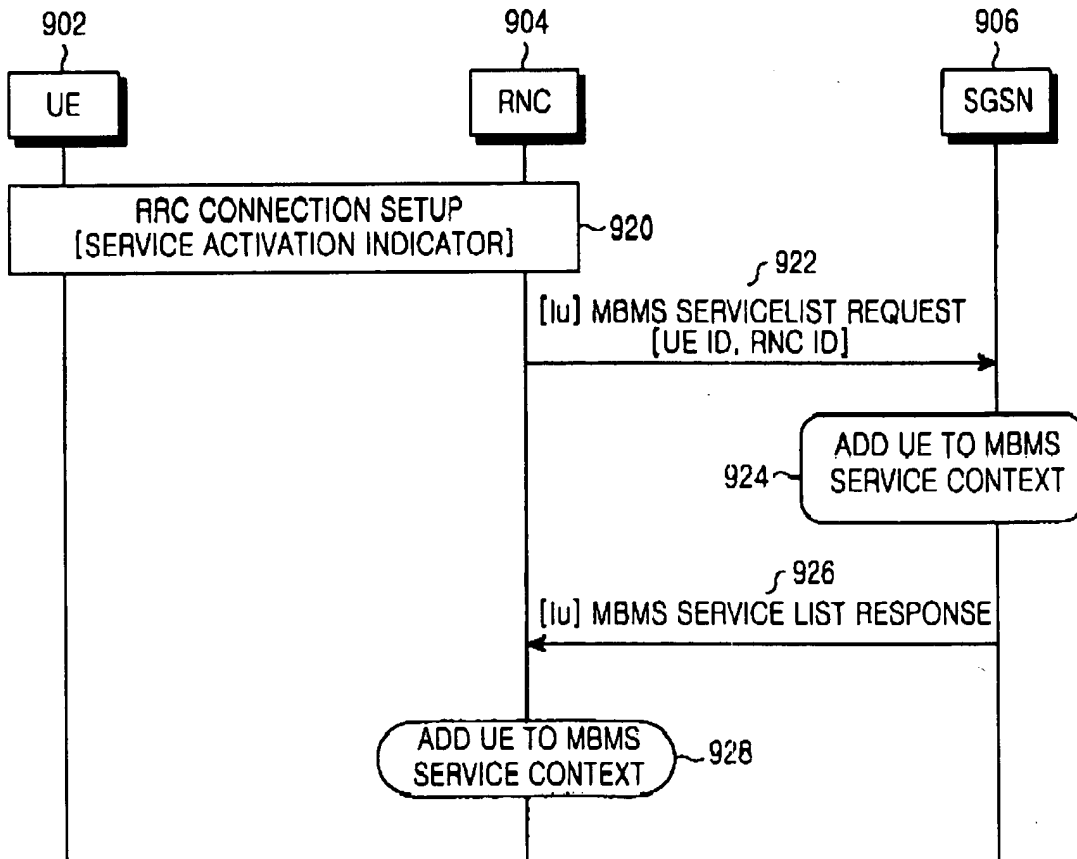 902
904
906
UE
RNC
SGSN
RRC CONNECTION SETUP
[SERVICE ACTIVATION INDICATOR]
920
922
[Iu] MBMS SERVICELIST REQUEST
[UE ID, RNC ID]
ADD UE TO MBMS
SERVICE CONTEXT
924
926
[Iu] MBMS SERVICE LIST RESPONSE
ADD UE TO MBMS
SERVICE CONTEXT
928